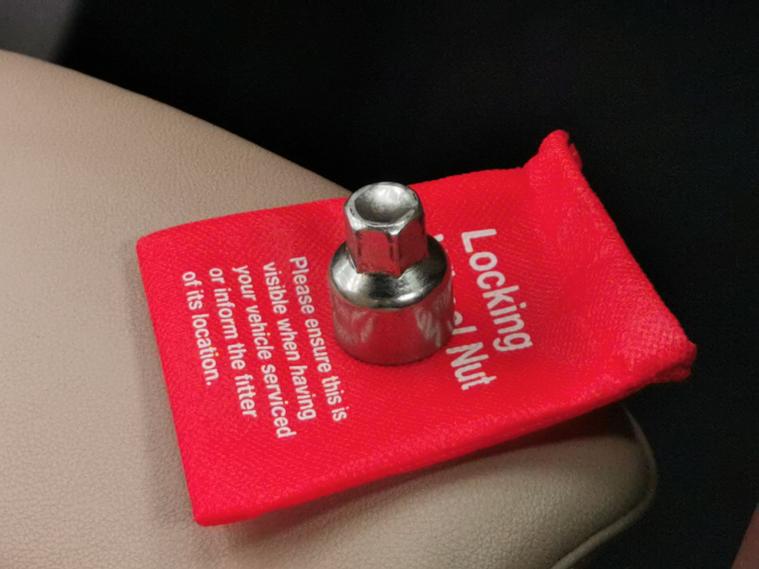 Locking
Nut
Please ensure this is
visible when having
your vehicle serviced
or inform the fitter
of its location.